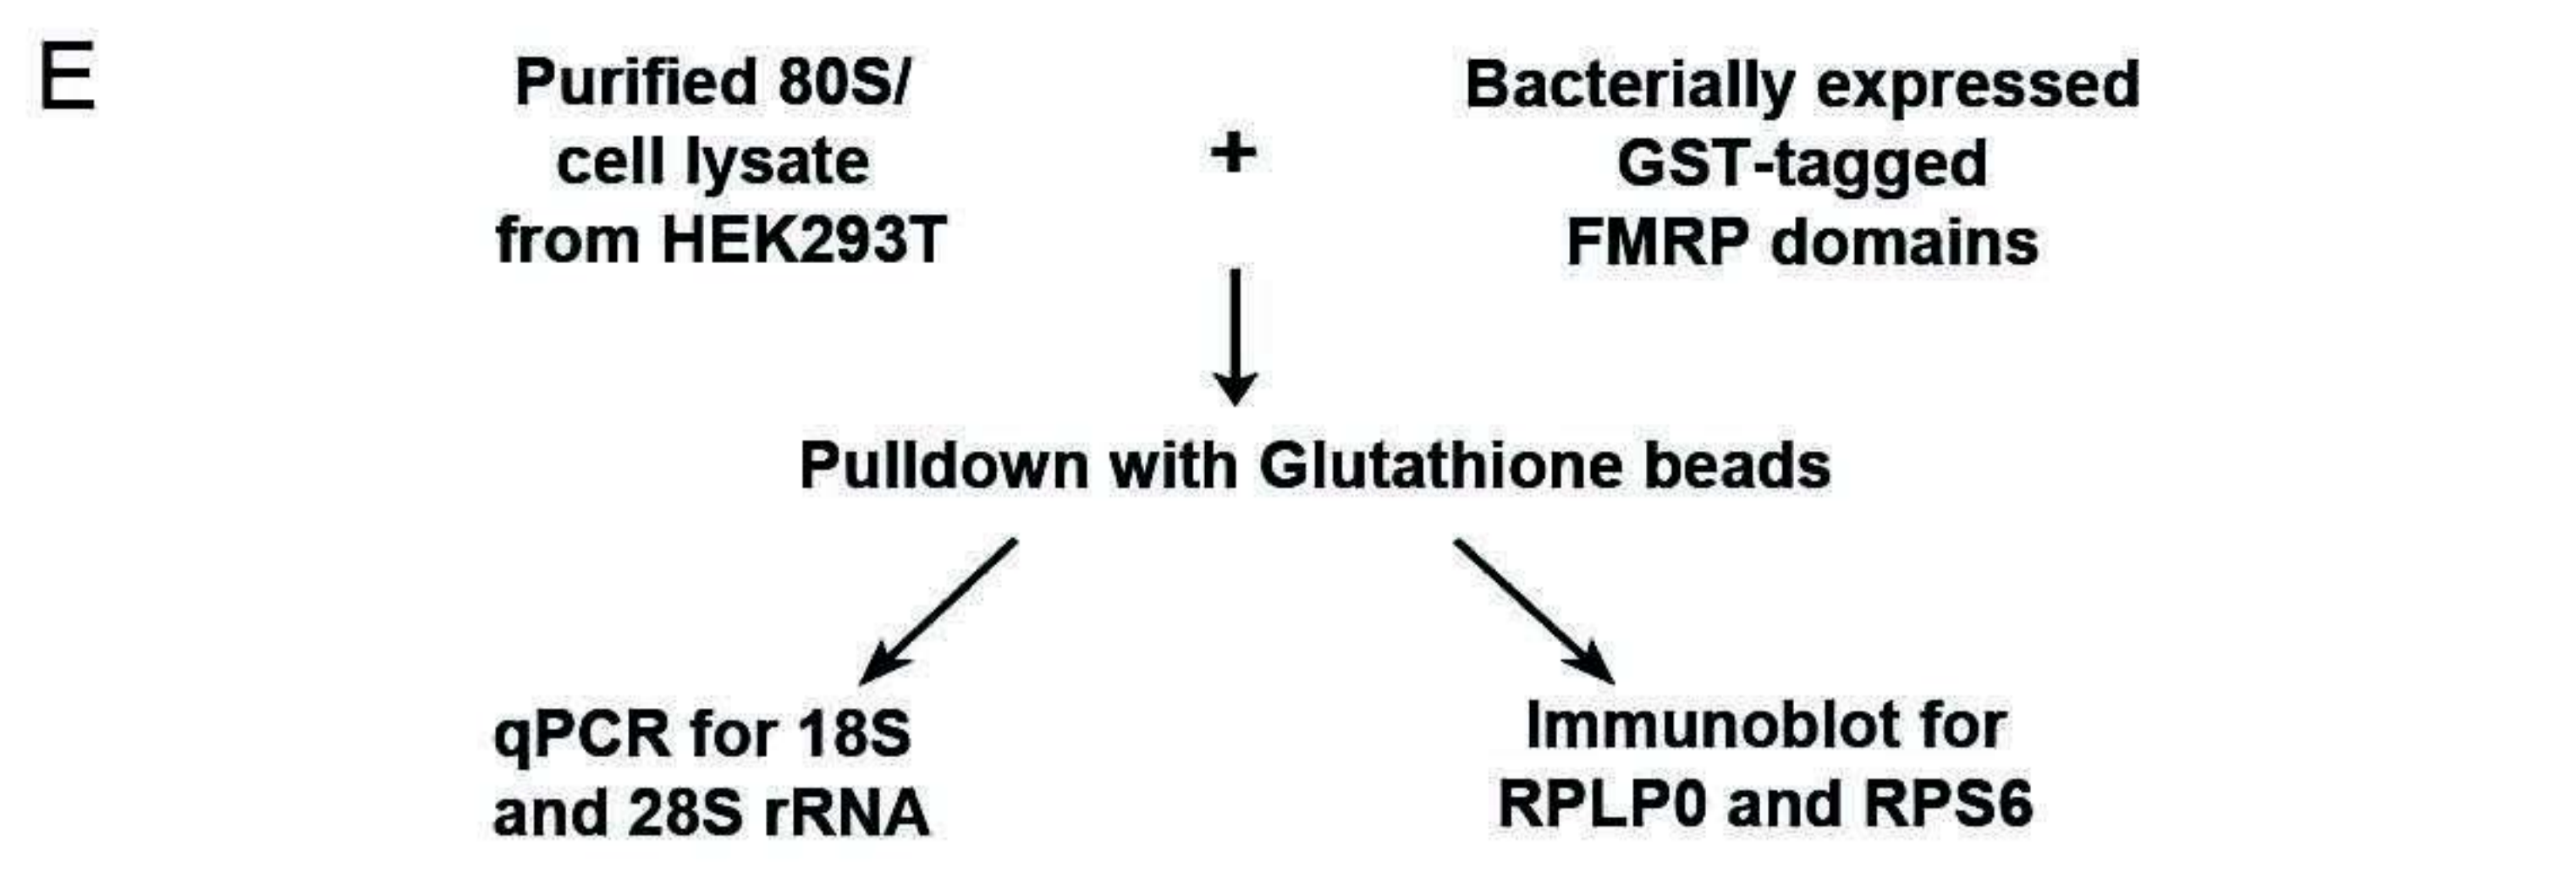 E
Purified 80S/
cell lysate
from HEK293T
+
Bacterially expressed
GST-tagged
FMRP domains
Pulldown with Glutathione beads
qPCR for 18S
and 28S rRNA
Immunoblot for
RPLP0 and RPS6